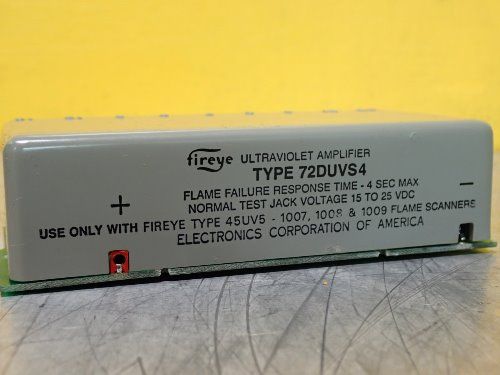 fireye ULTRAVIOLET AMPLIFIER
TYPE 72DUVS4
FLAME FAILURE RESPONSE TIME - 4 SEC MAX
+ NORMAL TEST JACK VOLTAGE 15 TO 25 VDC -
USE ONLY WITH FIREYE TYPE 45UV5 - 1007, 1008 & 1009 FLAME SCANNERS
ELECTRONICS CORPORATION OF AMERICA